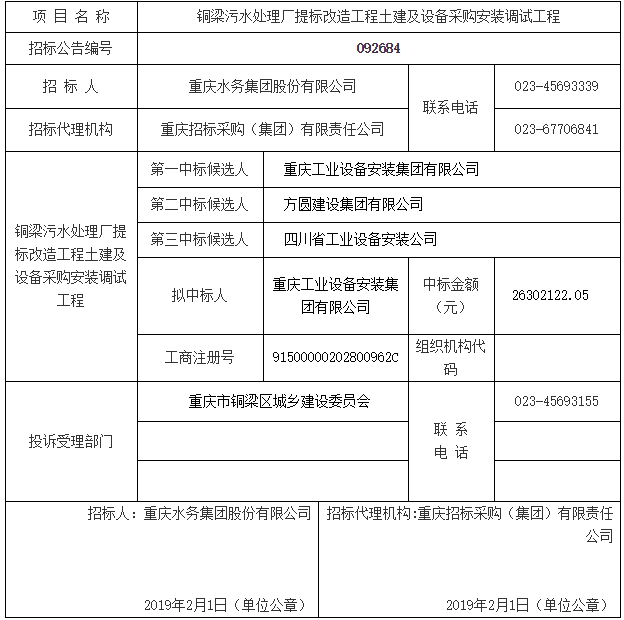 项 目 名 称 铜梁污水处理厂提标改造工程土建及设备采购安装调试工程
招标公告编号 092684
招 标 人 重庆水务集团股份有限公司 联系电话 023-45693339
招标代理机构 重庆招标采购（集团）有限责任公司 023-67706841
铜梁污水处理厂提
标改造工程土建及
设备采购安装调试
工程
第一中标候选人 重庆工业设备安装集团有限公司
第二中标候选人 方圆建设集团有限公司
第三中标候选人 四川省工业设备安装公司
拟中标人 重庆工业设备安装集
团有限公司
中标金额
（元）
26302122.05
工商注册号 91500000202800962C 组织机构代
码
投诉受理部门 重庆市铜梁区城乡建设委员会 联 系
电 话
023-45693155
招标人：重庆水务集团股份有限公司
2019年2月1日（单位公章）
招标代理机构:重庆招标采购（集团）有限责任
公司
2019年2月1日（单位公章）